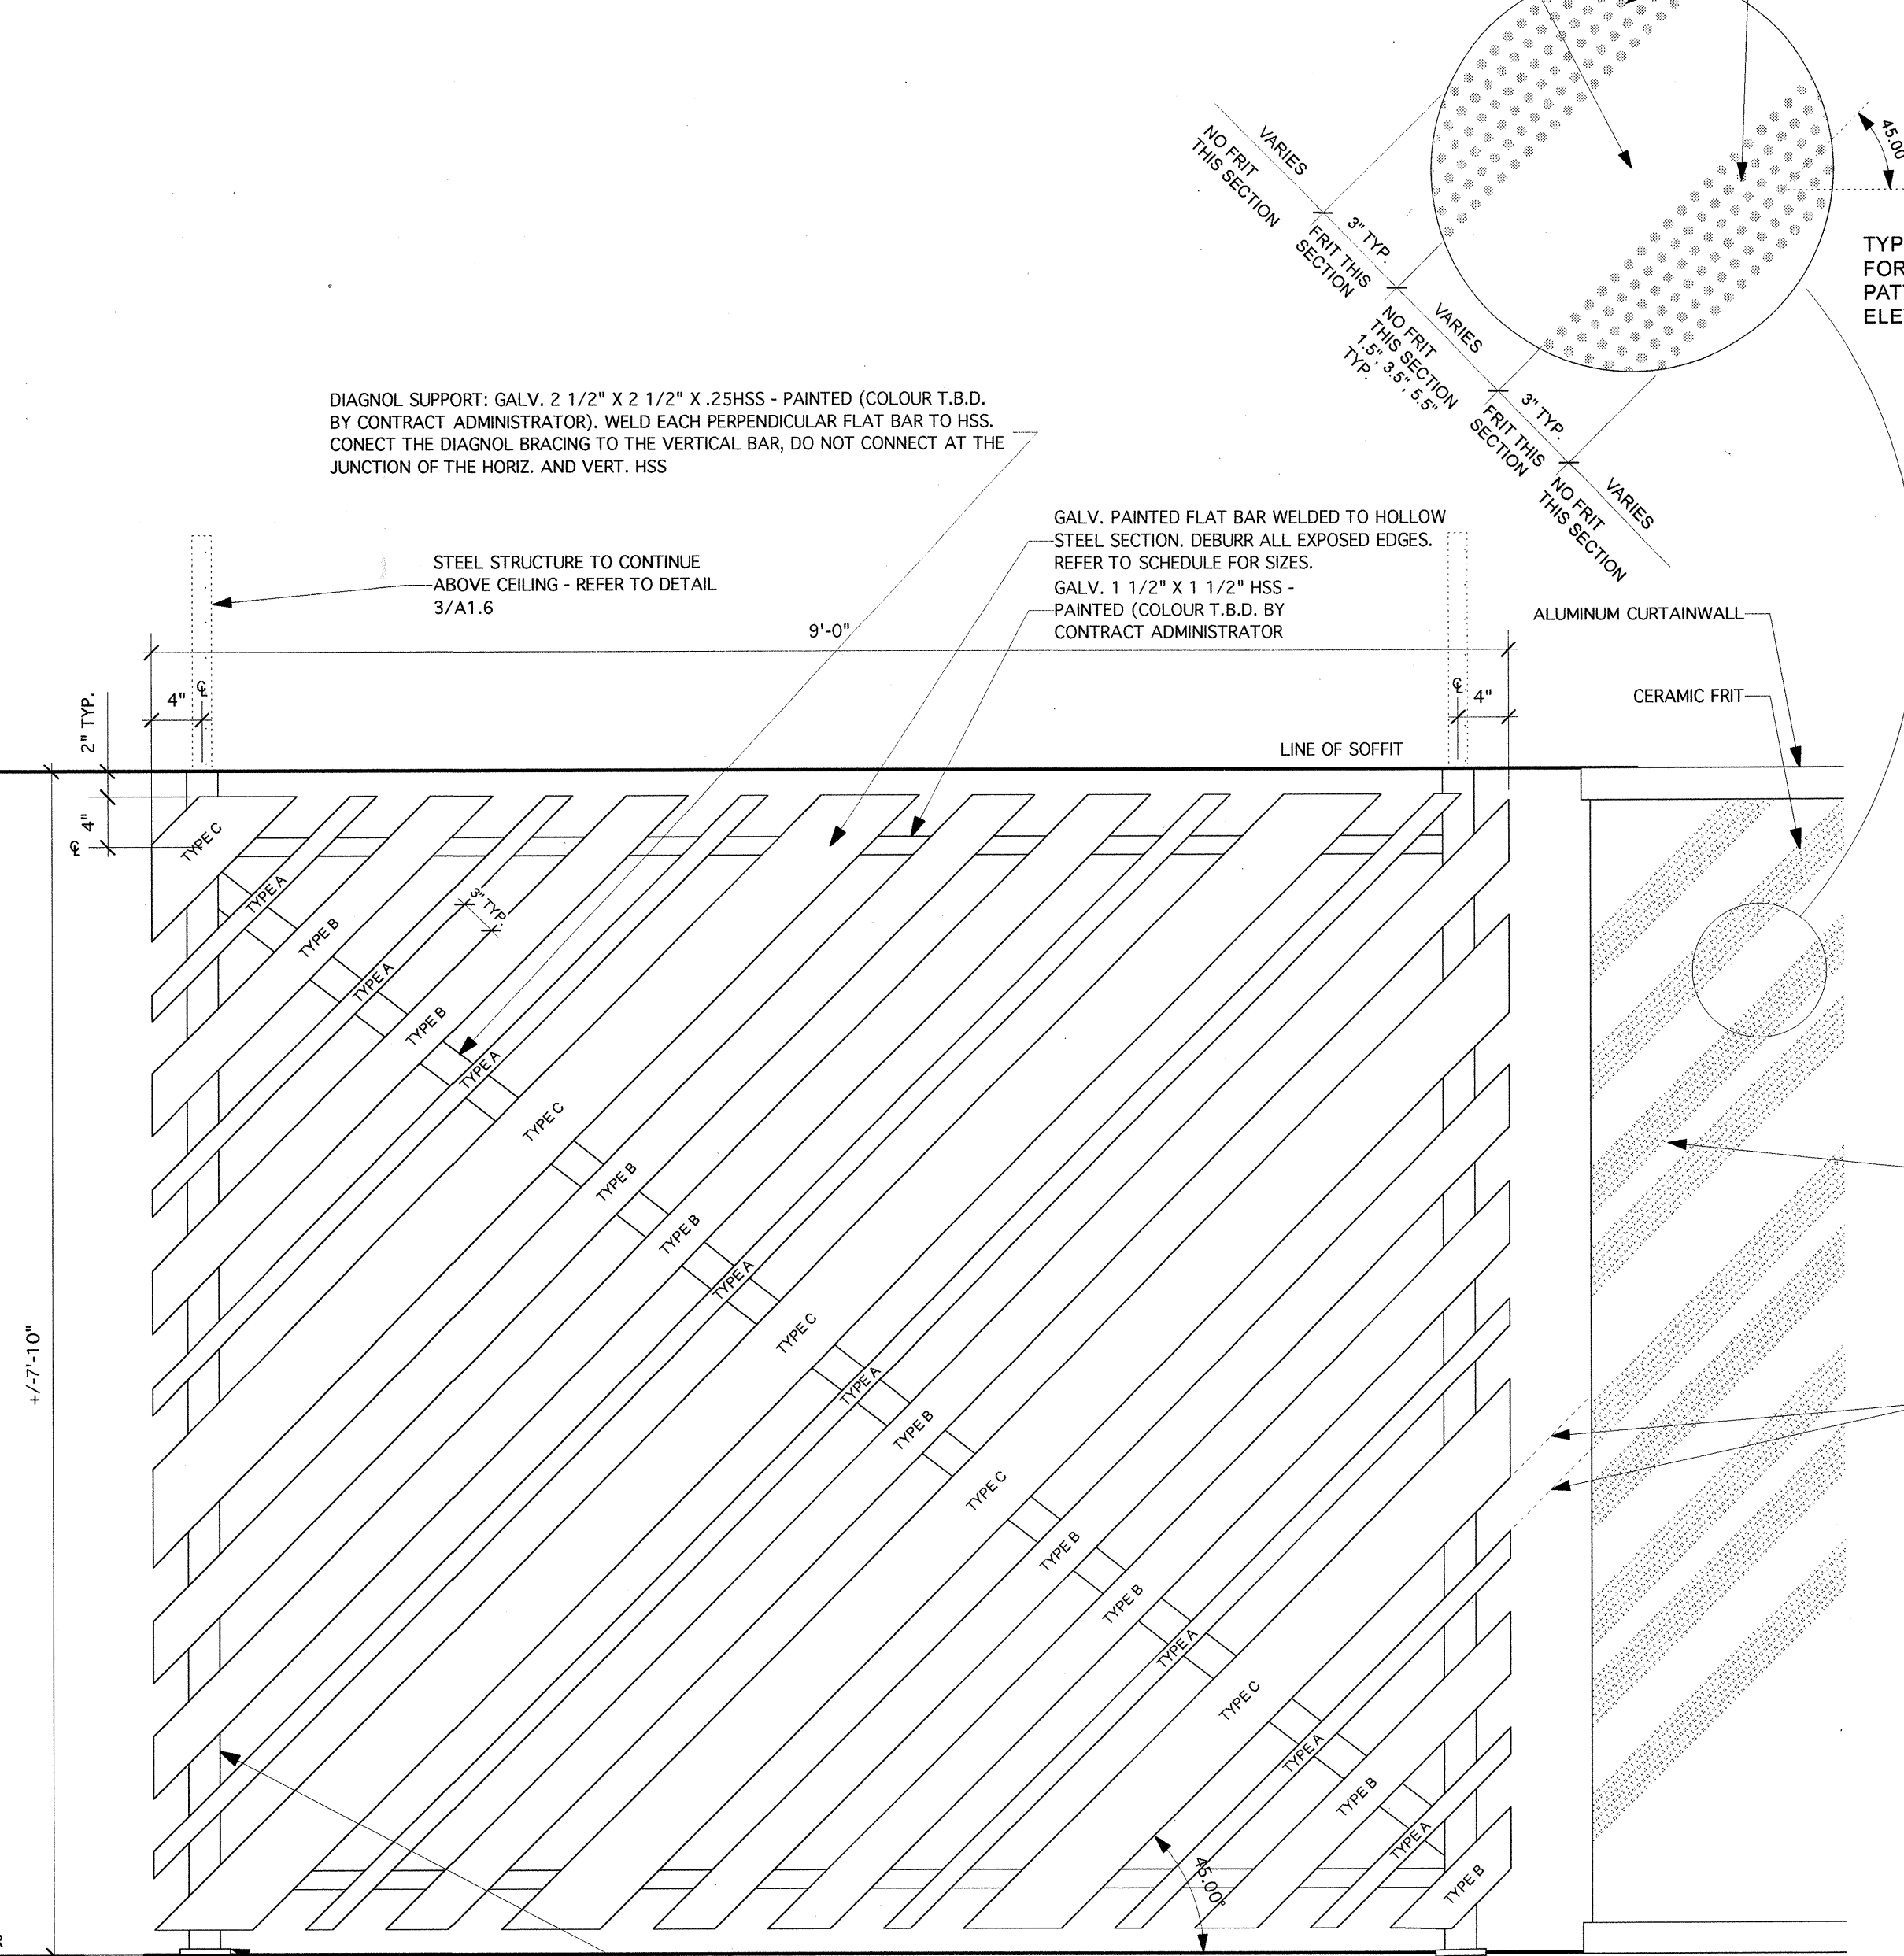 VARIES
NO FRIT
THIS SECTION
3" TYP.
FRIT THIS
SECTION
VARIES
NO FRIT
THIS SECTION
1.5", 3.5", 5.5"
TYP.
3" TYP.
FRIT THIS
SECTION
VARIES
NO FRIT
THIS SECTION
45.00
TYP
FOR
PAT
ELE
DIAGNOL SUPPORT: GALV. 2 1/2" X 2 1/2" X .25HSS - PAINTED (COLOUR T.B.D.
BY CONTRACT ADMINISTRATOR). WELD EACH PERPENDICULAR FLAT BAR TO HSS.
CONECT THE DIAGNOL BRACING TO THE VERTICAL BAR, DO NOT CONNECT AT THE
JUNCTION OF THE HORIZ. AND VERT. HSS
GALV. PAINTED FLAT BAR WELDED TO HOLLOW
STEEL SECTION. DEBURR ALL EXPOSED EDGES.
REFER TO SCHEDULE FOR SIZES.
GALV. 1 1/2" X 1 1/2" HSS -
PAINTED (COLOUR T.B.D. BY
CONTRACT ADMINISTRATOR
STEEL STRUCTURE TO CONTINUE
ABOVE CEILING - REFER TO DETAIL
3/A1.6
ALUMINUM CURTAINWALL
9'-0"
CERAMIC FRIT
4"
℄
℄
4"
2" TYP.
LINE OF SOFFIT
4"
℄
TYPE C
TYPE A
3" TYP.
TYPE B
TYPE A
TYPE B
TYPE A
TYPE C
TYPE B
TYPE B
TYPE A
TYPE C
TYPE A
TYPE B
TYPE C
TYPE B
TYPE B
TYPE A
TYPE C
TYPE A
TYPE B
TYPE A
TYPE B
+/-7'-10"
45.00°
R